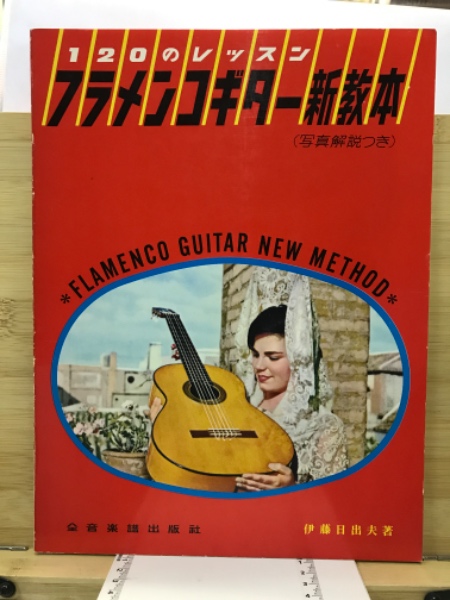 120のレッスン
フラメンコギター新教本
(写真解説つき)
*FLAMENCO GUITAR NEW METHOD*
全音楽譜出版社
伊藤日出夫著